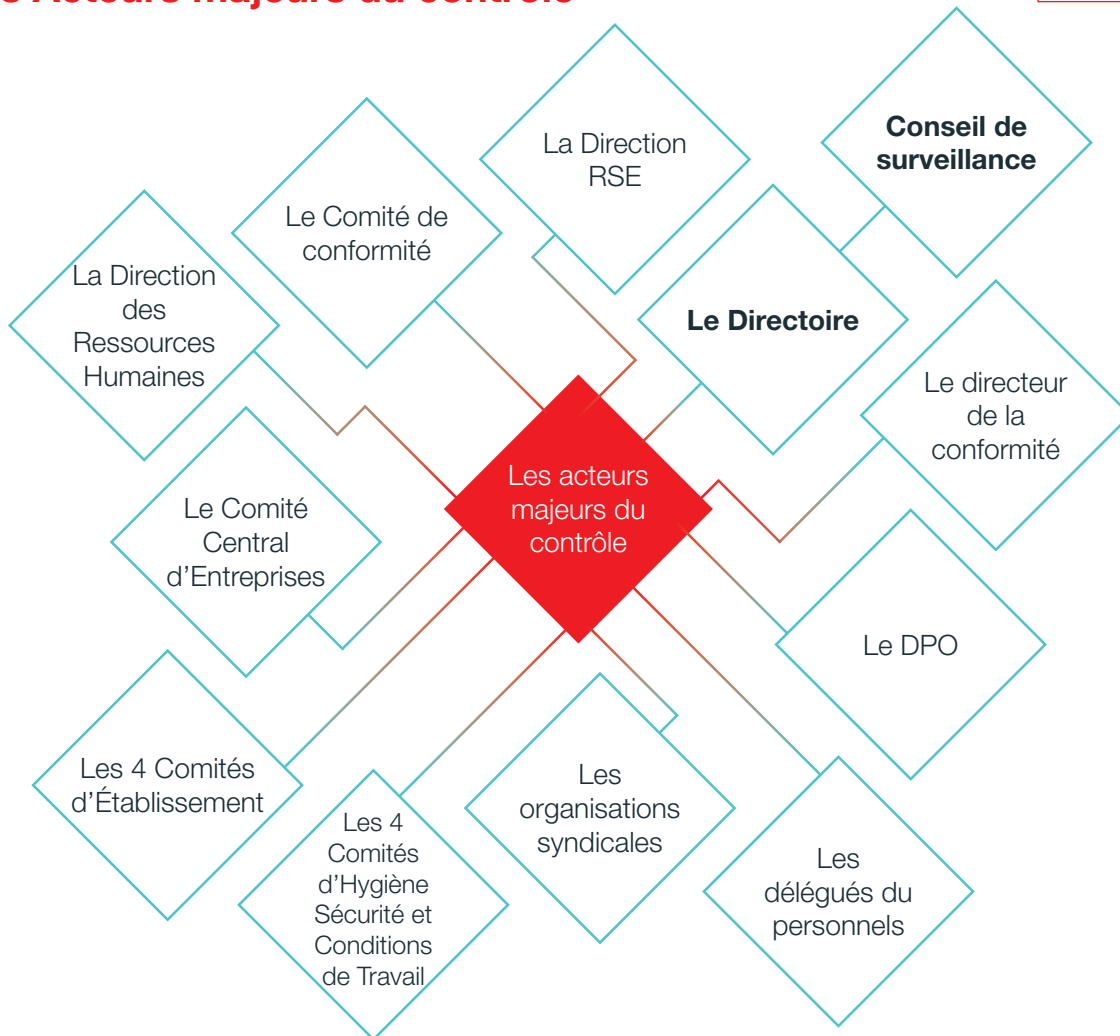 Acteurs majeurs du contrôle
Conseil de
surveillance
La Direction
RSE
Le Comité de
conformité
La Direction
des
Ressources
Humaines
Le Directoire
Le directeur
de la
conformité
Les acteurs
majeurs du
contrôle
Le Comité
Central
d’Entreprises
Le DPO
Les 4 Comités
d’Établissement
Les
organisations
syndicales
Les 4
Comités
d’Hygiène
Sécurité et
Conditions
de Travail
Les
délégués du
personnels